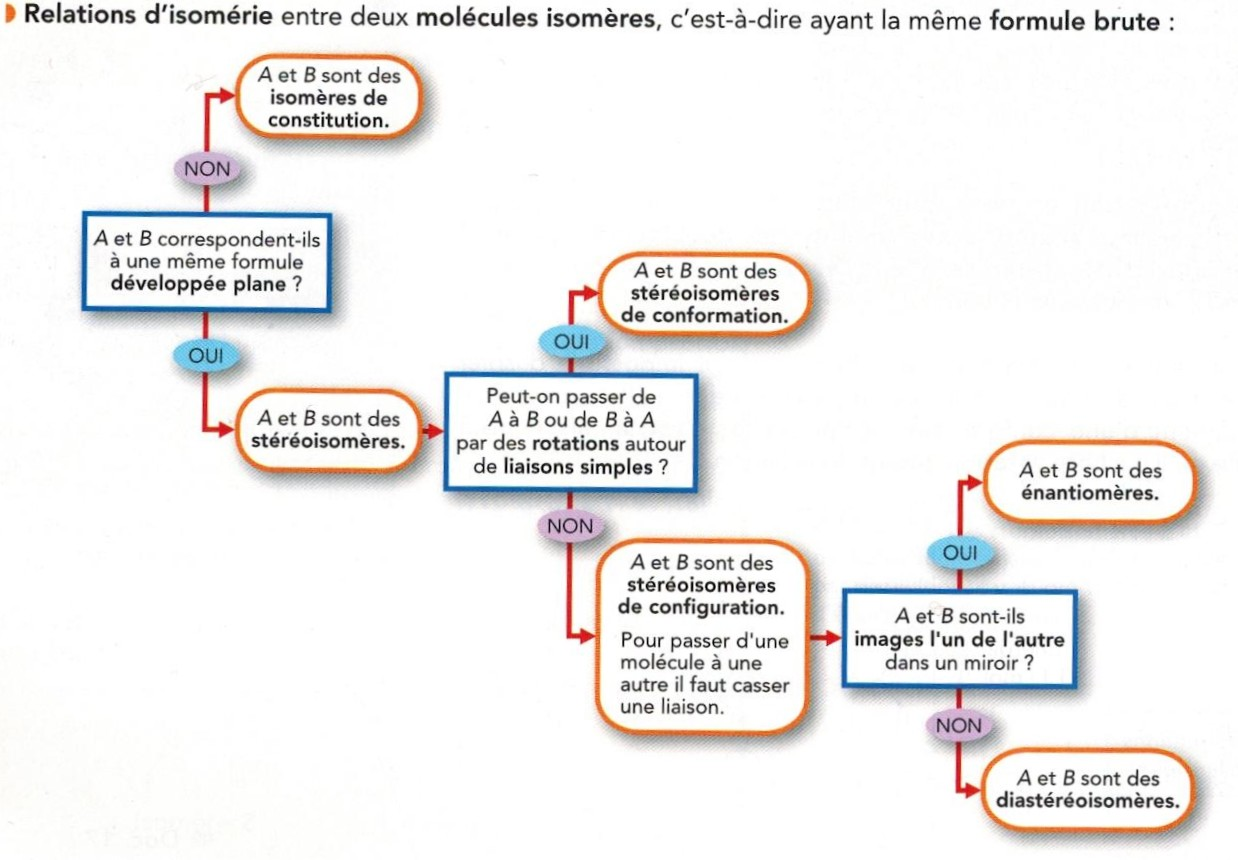 Relations d'isomérie entre deux molécules isomères, c'est-à-dire ayant la même formule brute :
A et B sont des
isomères de
constitution.
NON
A et B correspondent-ils
à une même formule
développée plane ?
OUI
A et B sont des
stéréoisomères.
A et B sont des
stéréoisomères
de conformation.
OUI
Peut-on passer de
A à B ou de B à A
par des rotations autour
de liaisons simples ?
NON
A et B sont des
stéréoisomères
de configuration.
Pour passer d'une
molécule à une
autre il faut casser
une liaison.
A et B sont des
énantiomères.
OUI
A et B sont-ils
images l'un de l'autre
dans un miroir ?
NON
A et B sont des
diastéréoisomères.